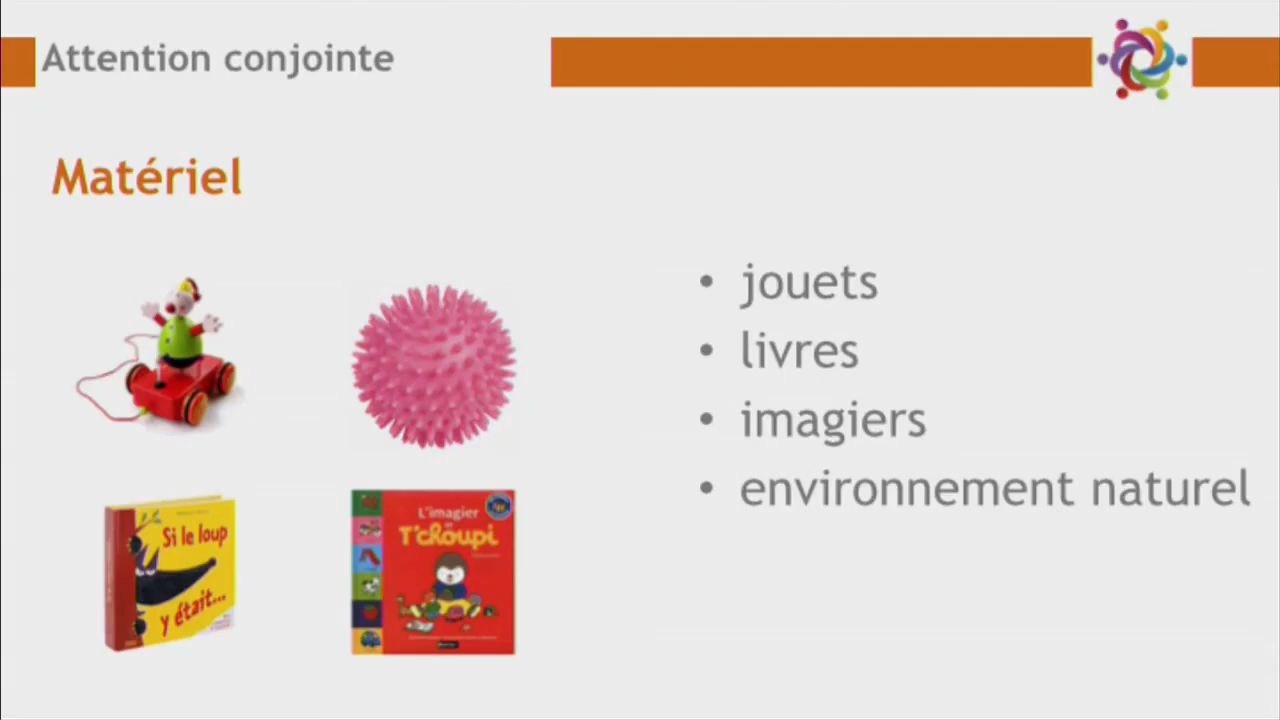 Attention conjointe
Matériel
• jouets
• livres
• imagiers
• environnement naturel
Si le loup
y était...
L'imagier
T'choupi